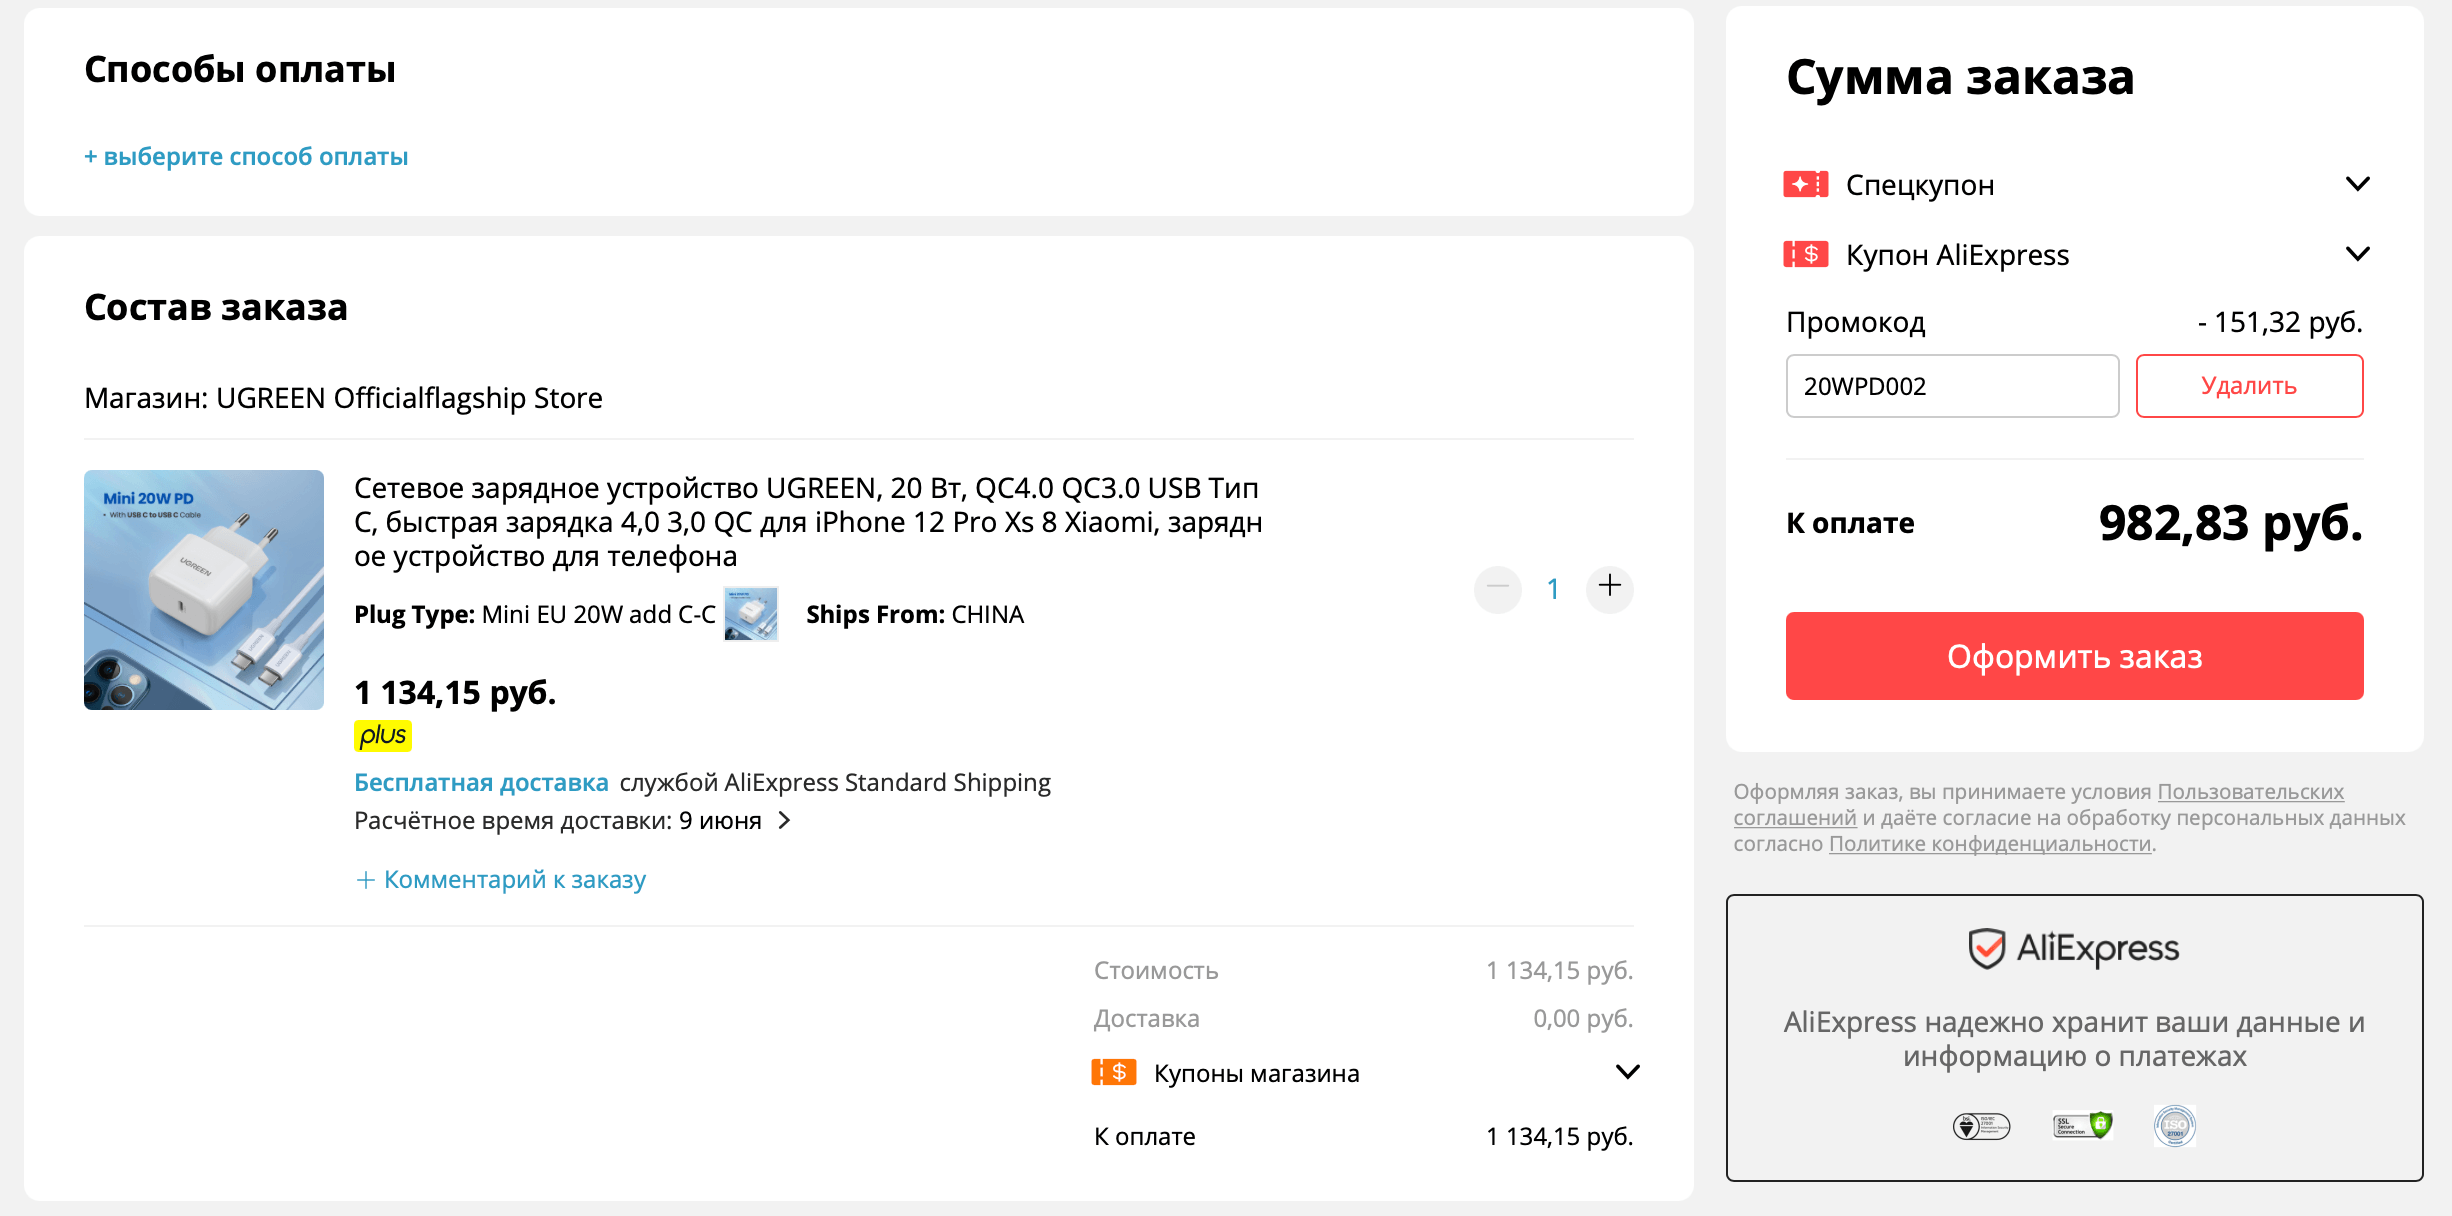 Способы оплаты
+ выберите способ оплаты
Состав заказа
Магазин: UGREEN Officialflagship Store
Mini 20W PD
• With USB C to USB C Cable
UGREEN
Сетевое зарядное устройство UGREEN, 20 Вт, QC4.0 QC3.0 USB Тип
C, быстрая зарядка 4,0 3,0 QC для iPhone 12 Pro Xs 8 Xiaomi, зарядн
ое устройство для телефона
Plug Type: Mini EU 20W add C-C Ships From: CHINA
1 134,15 руб.
plus
Бесплатная доставка службой AliExpress Standard Shipping
Расчётное время доставки: 9 июня
+ Комментарий к заказу
1
Стоимость 1 134,15 руб.
Доставка 0,00 руб.
Купоны магазина
К оплате 1 134,15 руб.
Сумма заказа
Спецкупон
Купон AliExpress
Промокод - 151,32 руб.
20WPD002 Удалить
К оплате 982,83 руб.
Оформить заказ
Оформляя заказ, вы принимаете условия Пользовательских
соглашений и даёте согласие на обработку персональных данных
согласно Политике конфиденциальности.
AliExpress
AliExpress надежно хранит ваши данные и
информацию о платежах
SSL
Secure
Connection
ISO
27001